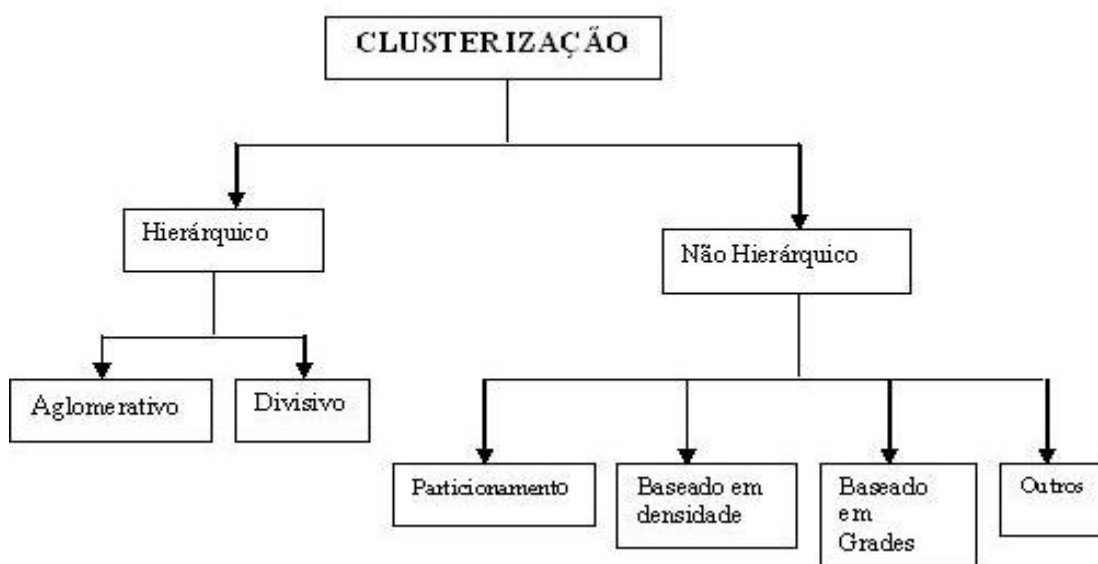 CLUSTERIZAÇÃO
Hierárquico
Não Hierárquico
Aglomerativo
Divisivo
Particionamento
Baseado em
densidade
Baseado
em
Grades
Outros